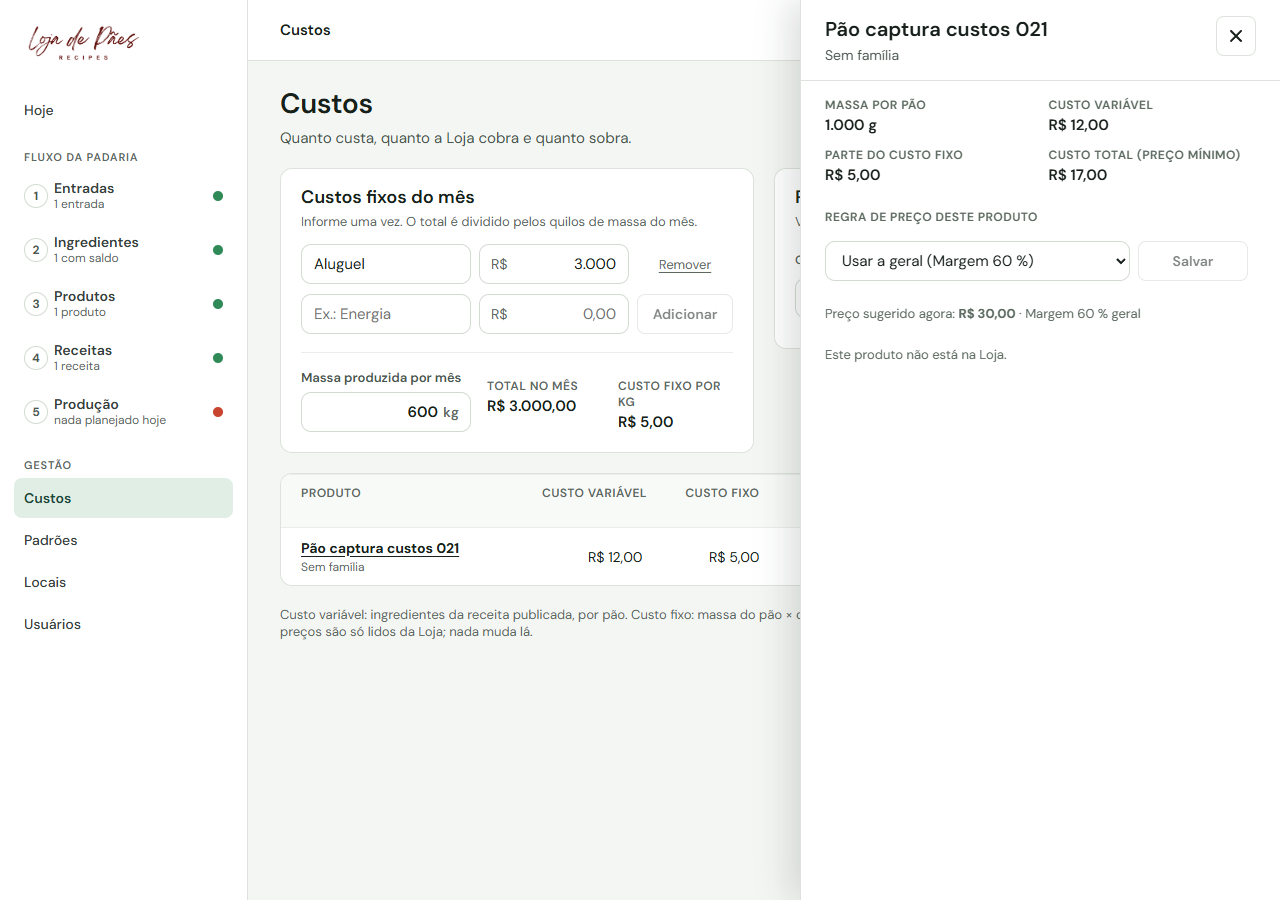 Loja de Pães
RECIPES
Hoje
FLUXO DA PADARIA
1 Entradas
1 entrada
2 Ingredientes
1 com saldo
3 Produtos
1 produto
4 Receitas
1 receita
5 Produção
nada planejado hoje
GESTÃO
Custos
Padrões
Locais
Usuários
Custos
Custos
Quanto custa, quanto a Loja cobra e quanto sobra.
Custos fixos do mês
Informe uma vez. O total é dividido pelos quilos de massa do mês.
Aluguel R$ 3.000 Remover
Ex.: Energia R$ 0,00 Adicionar
Massa produzida por mês
600 kg
TOTAL NO MÊS
R$ 3.000,00
CUSTO FIXO POR
KG
R$ 5,00
PRODUTO CUSTO VARIÁVEL CUSTO FIXO
Pão captura custos 021 R$ 12,00 R$ 5,00
Sem família
Custo variável: ingredientes da receita publicada, por pão. Custo fixo: massa do pão ×
preços são só lidos da Loja; nada muda lá.
Pão captura custos 021
Sem família
MASSA POR PÃO
1.000 g
CUSTO VARIÁVEL
R$ 12,00
PARTE DO CUSTO FIXO
R$ 5,00
CUSTO TOTAL (PREÇO MÍNIMO)
R$ 17,00
REGRA DE PREÇO DESTE PRODUTO
Usar a geral (Margem 60 %) Salvar
Preço sugerido agora: R$ 30,00 · Margem 60 % geral
Este produto não está na Loja.